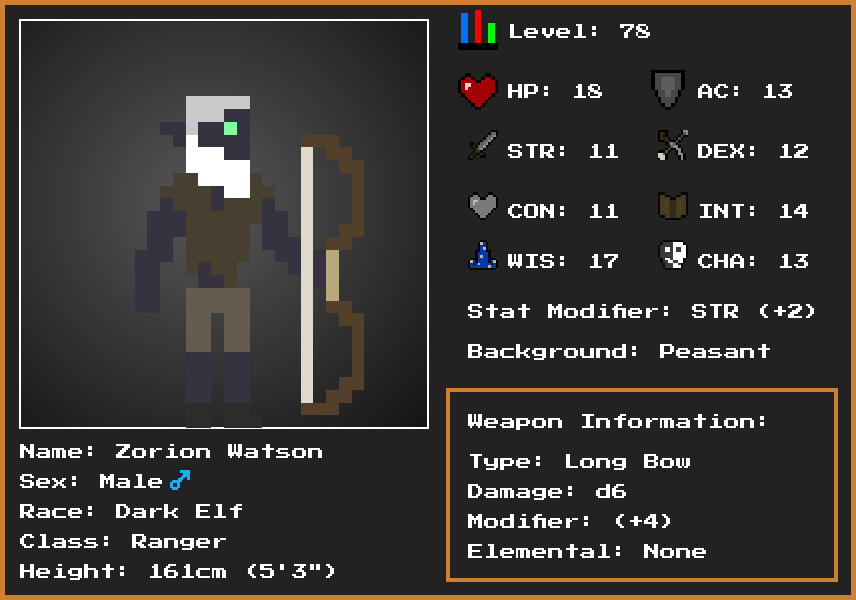 Level: 78
HP: 18 AC: 13
STR: 11 DEX: 12
CON: 11 INT: 14
WIS: 17 CHA: 13
Stat Modifier: STR (+2)
Background: Peasant
Weapon Information:
Type: Long Bow
Damage: d6
Modifier: (+4)
Elemental: None
Name: Zorion Watson
Sex: Male♂
Race: Dark Elf
Class: Ranger
Height: 161cm (5'3")